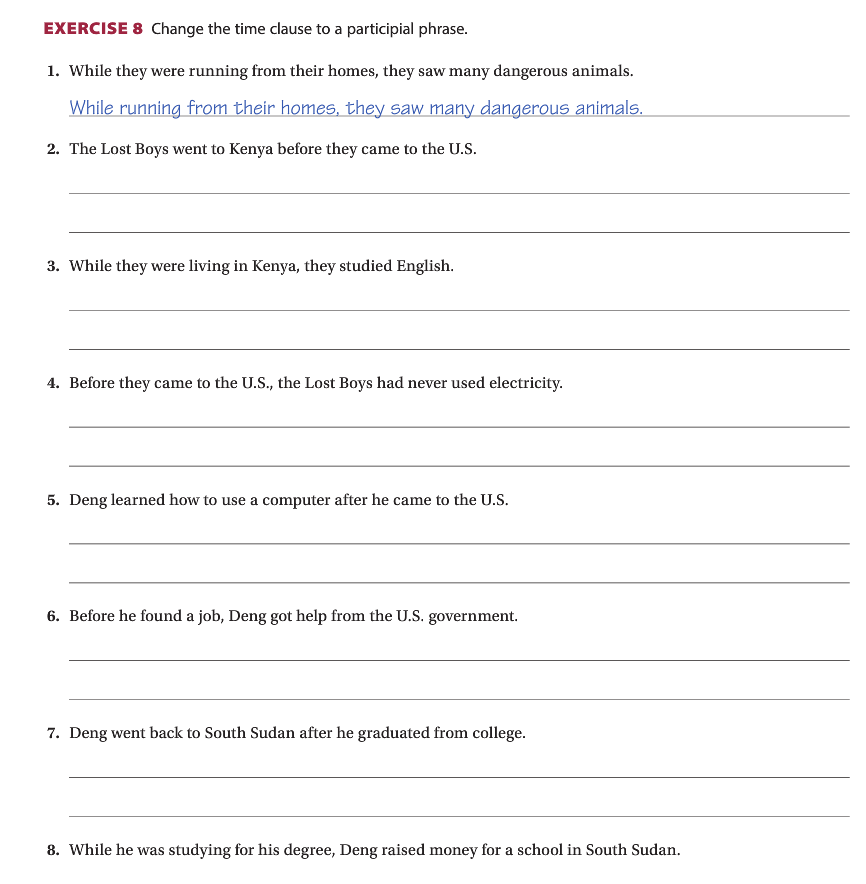 EXERCISE 8 Change the time clause to a participial phrase.
1. While they were running from their homes, they saw many dangerous animals.
While running from their homes, they saw many dangerous animals.
2. The Lost Boys went to Kenya before they came to the U.S.
3. While they were living in Kenya, they studied English.
4. Before they came to the U.S., the Lost Boys had never used electricity.
5. Deng learned how to use a computer after he came to the U.S.
6. Before he found a job, Deng got help from the U.S. government.
7. Deng went back to South Sudan after he graduated from college.
8. While he was studying for his degree, Deng raised money for a school in South Sudan.